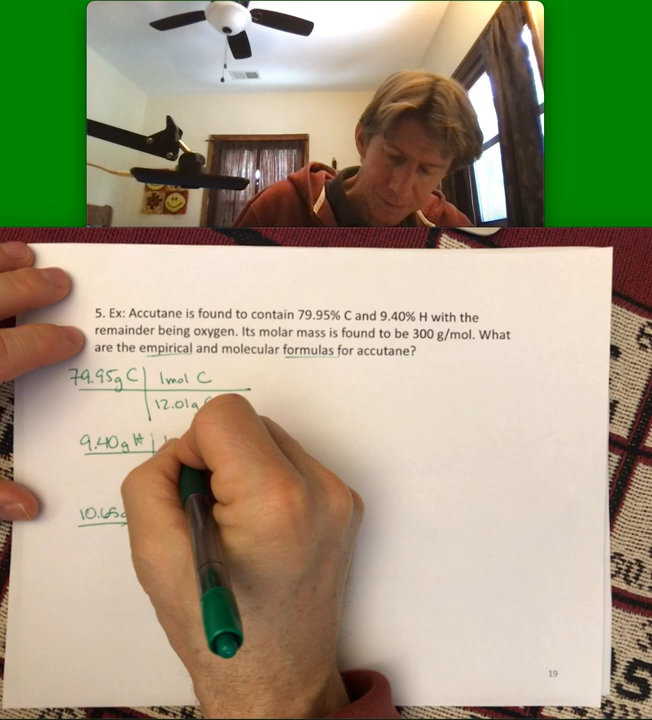 5. Ex: Accutane is found to contain 79.95% C and 9.40% H with the
remainder being oxygen. Its molar mass is found to be 300 g/mol. What
are the empirical and molecular formulas for accutane?
79.95g C 1mol C
12.01g
9.40g H
10.65g
19